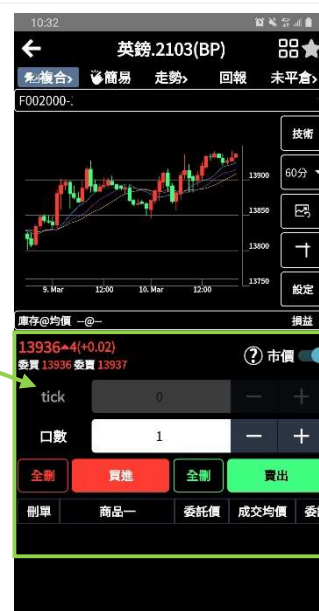 10:32
英鎊.2103(BP)
複合> 簡易 走勢> 回報 未平倉>
F002000-
技術
60分
13900
13850
13800
13750
9. Mar 12:00 10. Mar 12:00
設定
庫存@均價 --@-- 損益
13936▲4(+0.02)
委買 13936 委賣 13937
? 市價
tick 0 — +
口數 1 — +
全刪 買進 全刪 賣出
刪單 商品一 委託價 成交均價 委